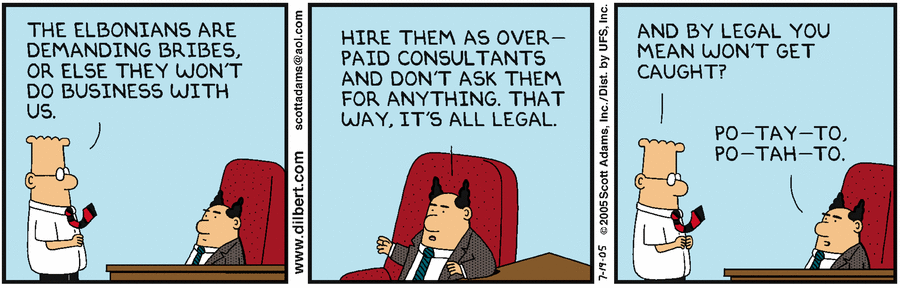 THE ELBONIANS ARE
DEMANDING BRIBES,
OR ELSE THEY WON'T
DO BUSINESS WITH
US.
www.dilbert.com scottadams@aol.com
HIRE THEM AS OVER-
PAID CONSULTANTS
AND DON'T ASK THEM
FOR ANYTHING. THAT
WAY, IT'S ALL LEGAL.
7-19-05 ©2005 Scott Adams, Inc./Dist. by UFS, Inc.
AND BY LEGAL YOU
MEAN WON'T GET
CAUGHT?
PO-TAY-TO,
PO-TAH-TO.